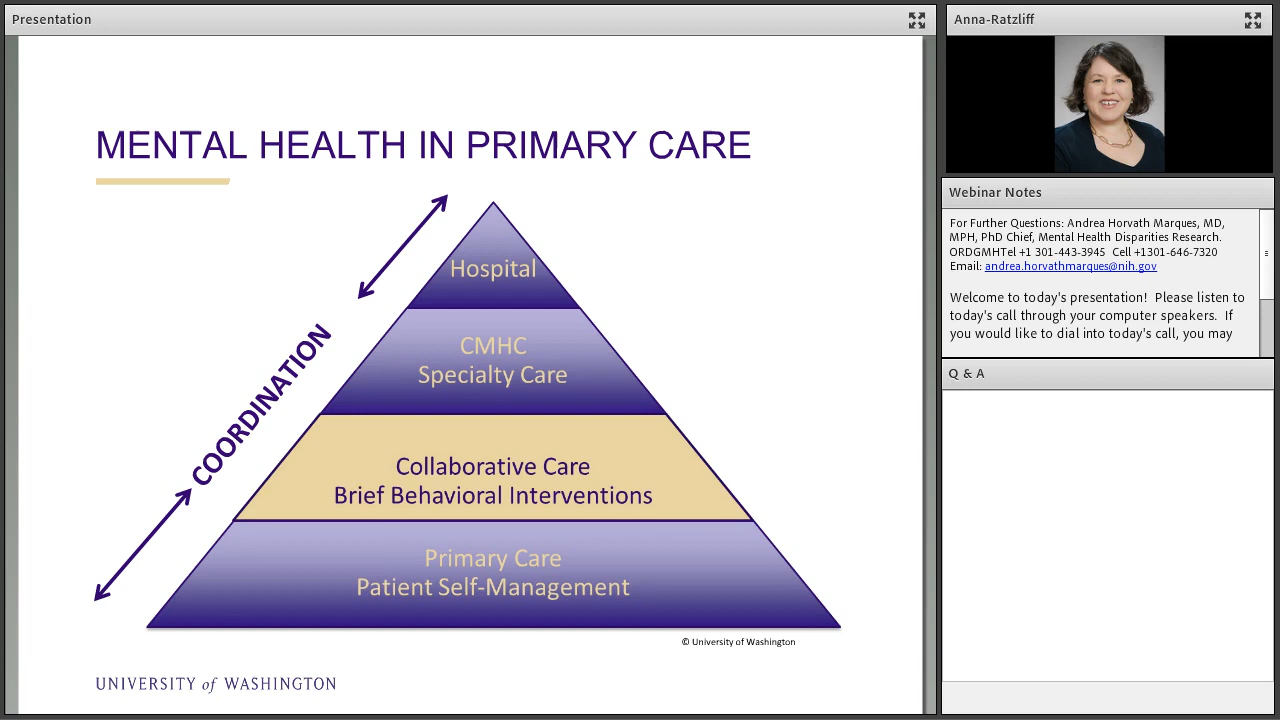 Presentation
MENTAL HEALTH IN PRIMARY CARE
COORDINATION
Hospital
CMHC
Specialty Care
Collaborative Care
Brief Behavioral Interventions
Primary Care
Patient Self-Management
© University of Washington
UNIVERSITY of WASHINGTON
Anna-Ratzliff
Webinar Notes
For Further Questions: Andrea Horvath Marques, MD,
MPH, PhD Chief, Mental Health Disparities Research.
ORDGMHTel +1 301-443-3945 Cell +1301-646-7320
Email: andrea.horvathmarques@nih.gov
Welcome to today's presentation! Please listen to
today's call through your computer speakers. If
you would like to dial into today's call, you may
Q & A